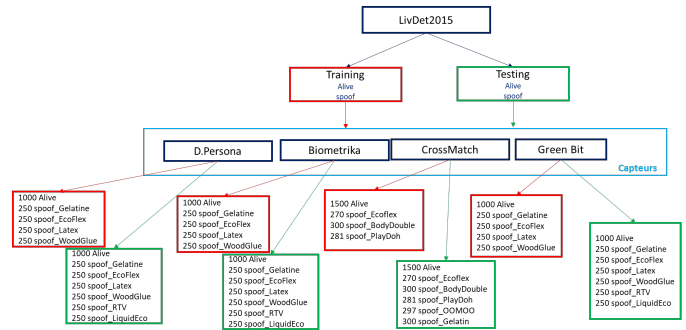 LivDet2015
Training
Alive
spoof
Testing
Alive
spoof
D.Persona
Biometrika
CrossMatch
Green Bit
Capteurs
1000 Alive
250 spoof_Gelatine
250 spoof_EcoFlex
250 spoof_Latex
250 spoof_WoodGlue
1000 Alive
250 spoof_Gelatine
250 spoof_EcoFlex
250 spoof_Latex
250 spoof_WoodGlue
250 spoof_RTV
250 spoof_LiquidEco
1000 Alive
250 spoof_Gelatine
250 spoof_EcoFlex
250 spoof_Latex
250 spoof_WoodGlue
1000 Alive
250 spoof_Gelatine
250 spoof_EcoFlex
250 spoof_Latex
250 spoof_WoodGlue
250 spoof_RTV
250 spoof_LiquidEco
1500 Alive
270 spoof_Ecoflex
300 spoof_BodyDouble
281 spoof_PlayDoh
1500 Alive
270 spoof_Ecoflex
300 spoof_BodyDouble
281 spoof_PlayDoh
297 spoof_OOMOO
300 spoof_Gelatin
1000 Alive
250 spoof_Gelatine
250 spoof_EcoFlex
250 spoof_Latex
250 spoof_WoodGlue
1000 Alive
250 spoof_Gelatine
250 spoof_EcoFlex
250 spoof_Latex
250 spoof_WoodGlue
250 spoof_RTV
250 spoof_LiquidEco